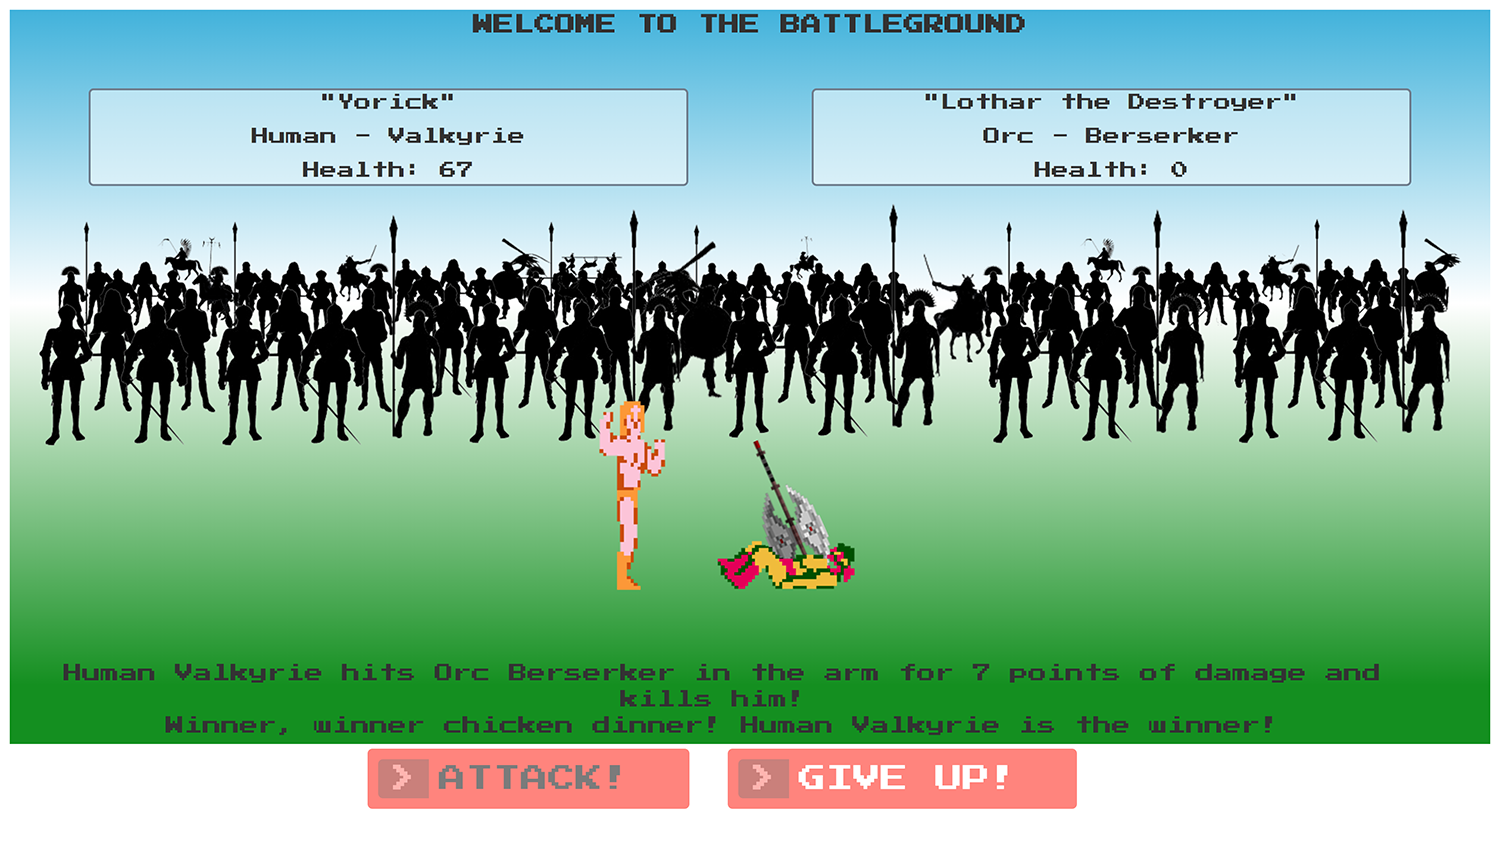 WELCOME TO THE BATTLEGROUND
"Yorick"
Human - Valkyrie
Health: 67
"Lothar the Destroyer"
Orc - Berserker
Health: 0
Human Valkyrie hits Orc Berserker in the arm for 7 points of damage and
kills him!
Winner, winner chicken dinner! Human Valkyrie is the winner!
> ATTACK!
> GIVE UP!